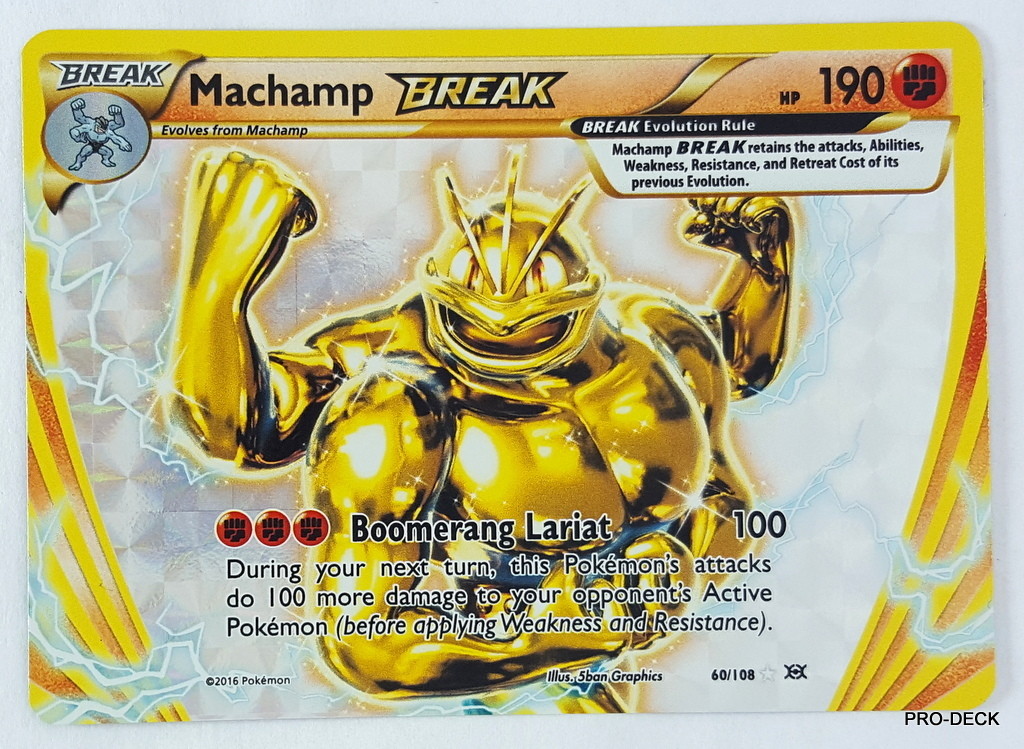 BREAK
Machamp BREAK
HP 190
Evolves from Machamp
BREAK Evolution Rule
Machamp BREAK retains the attacks, Abilities,
Weakness, Resistance, and Retreat Cost of its
previous Evolution.
Boomerang Lariat 100
During your next turn, this Pokémon's attacks
do 100 more damage to your opponent's Active
Pokémon (before applying Weakness and Resistance).
©2016 Pokémon
Illus. 5ban Graphics
60/108
PRO-DECK